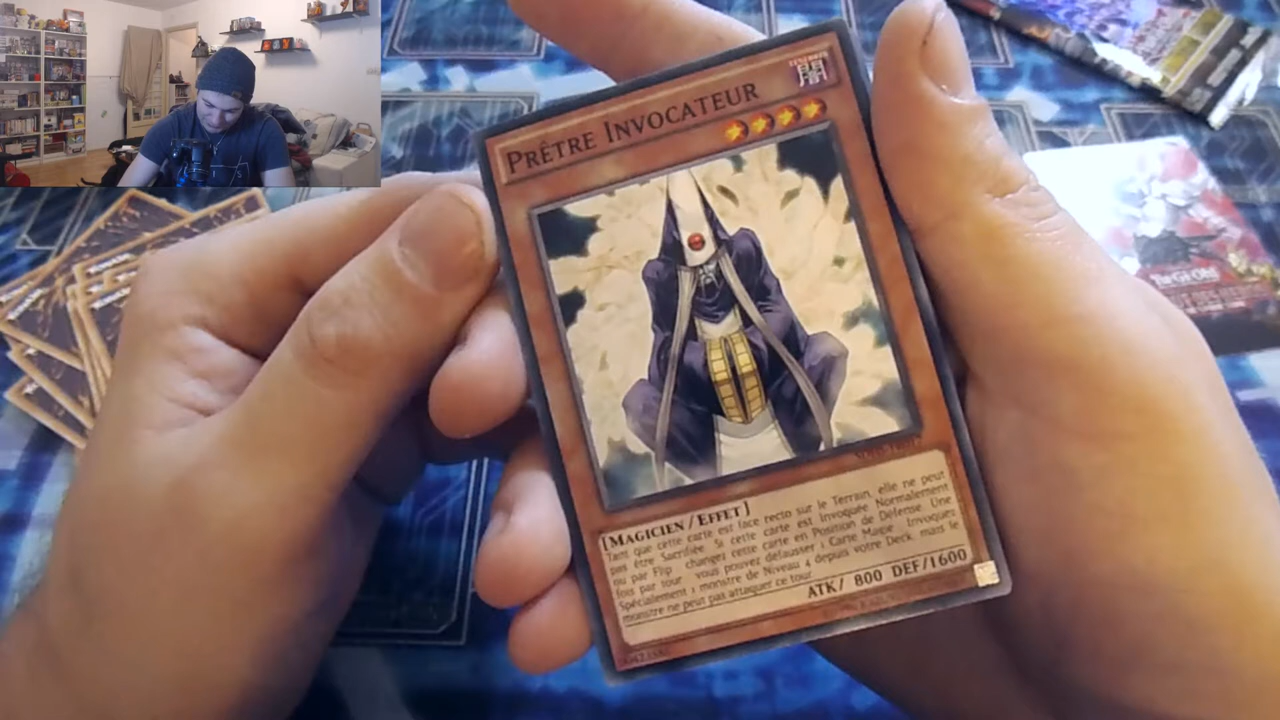 PRÊTRE INVOCATEUR
[MAGICIEN / EFFET]
Tant que cette carte est face recto sur le Terrain, elle ne peut
pas être Sacrifiée. Si cette carte est Invoquée Normalement
ou par Flip : changez cette carte en Position de Défense. Une
fois par tour : vous pouvez défausser 1 Carte Magie ; Invoquez
Spécialement 1 monstre de Niveau 4 depuis votre Deck, mais le
monstre ne peut pas attaquer ce tour.
ATK/ 800 DEF/1600
Yu-Gi-Oh!